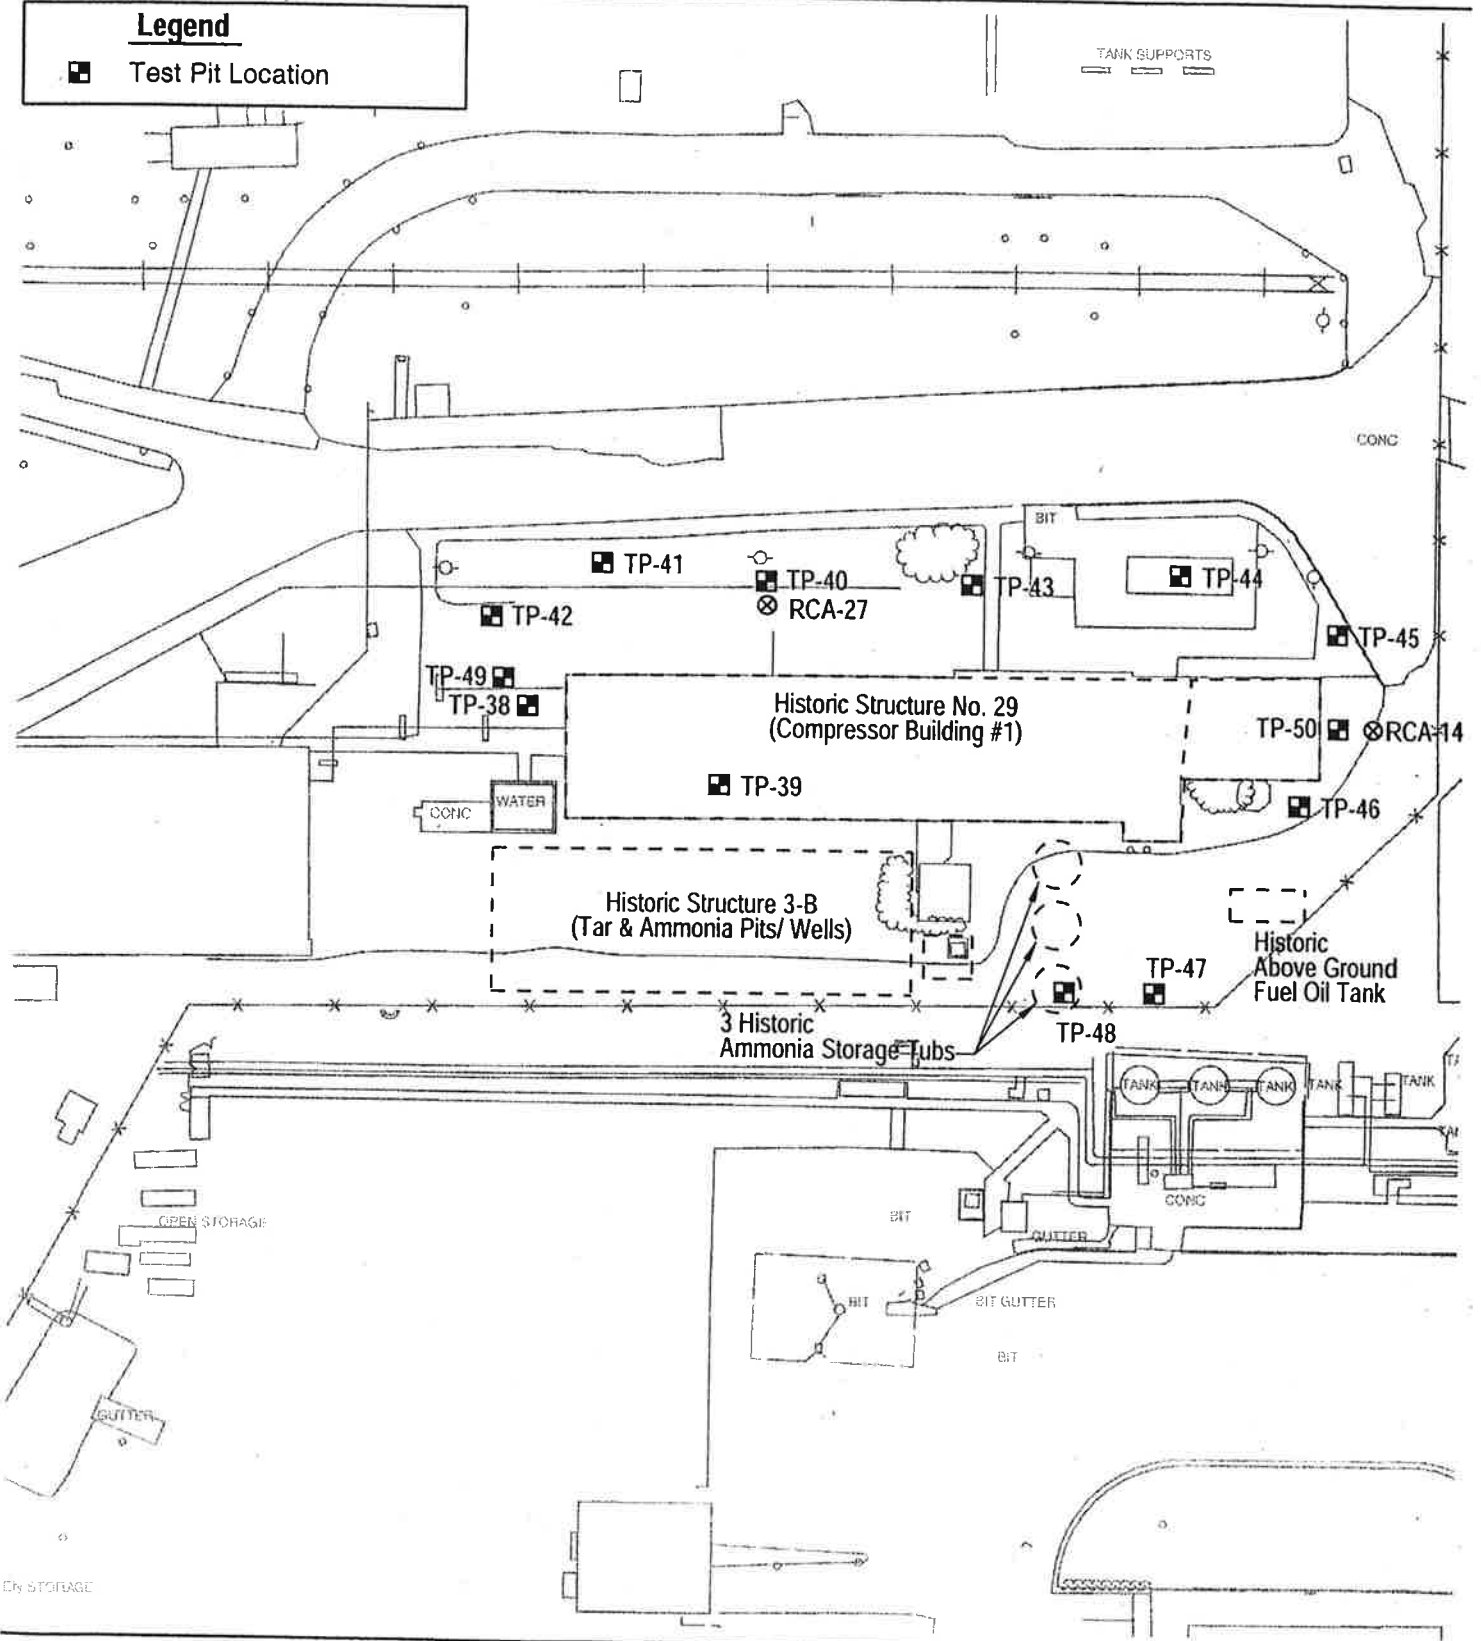 Legend
Test Pit Location
TANK SUPPORTS
CONC
BIT
TP-41
TP-40
TP-43
TP-44
RCA-27
TP-42
TP-45
TP-49
TP-38
Historic Structure No. 29
(Compressor Building #1)
TP-50
RCA-14
TP-39
WATER
CONC
TP-46
Historic Structure 3-B
(Tar & Ammonia Pits/ Wells)
Historic
Above Ground
Fuel Oil Tank
TP-47
3 Historic
Ammonia Storage Tubs
TP-48
TANK
TANK
TANK
TANK
TANK
CONC
OPEN STORAGE
BIT
GUTTER
BIT
BIT GUTTER
BIT
GUTTER
STORAGE